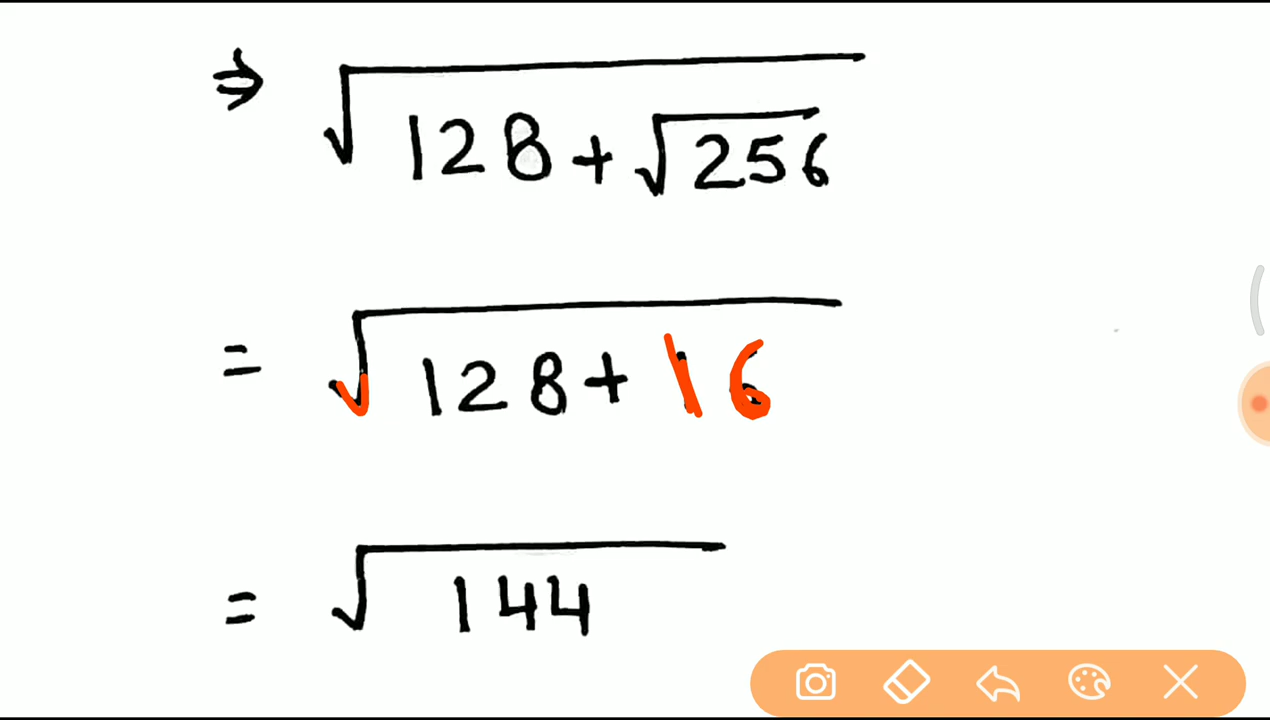 ⇒ √(128 + √256)
= √(128 + 16)
= √144